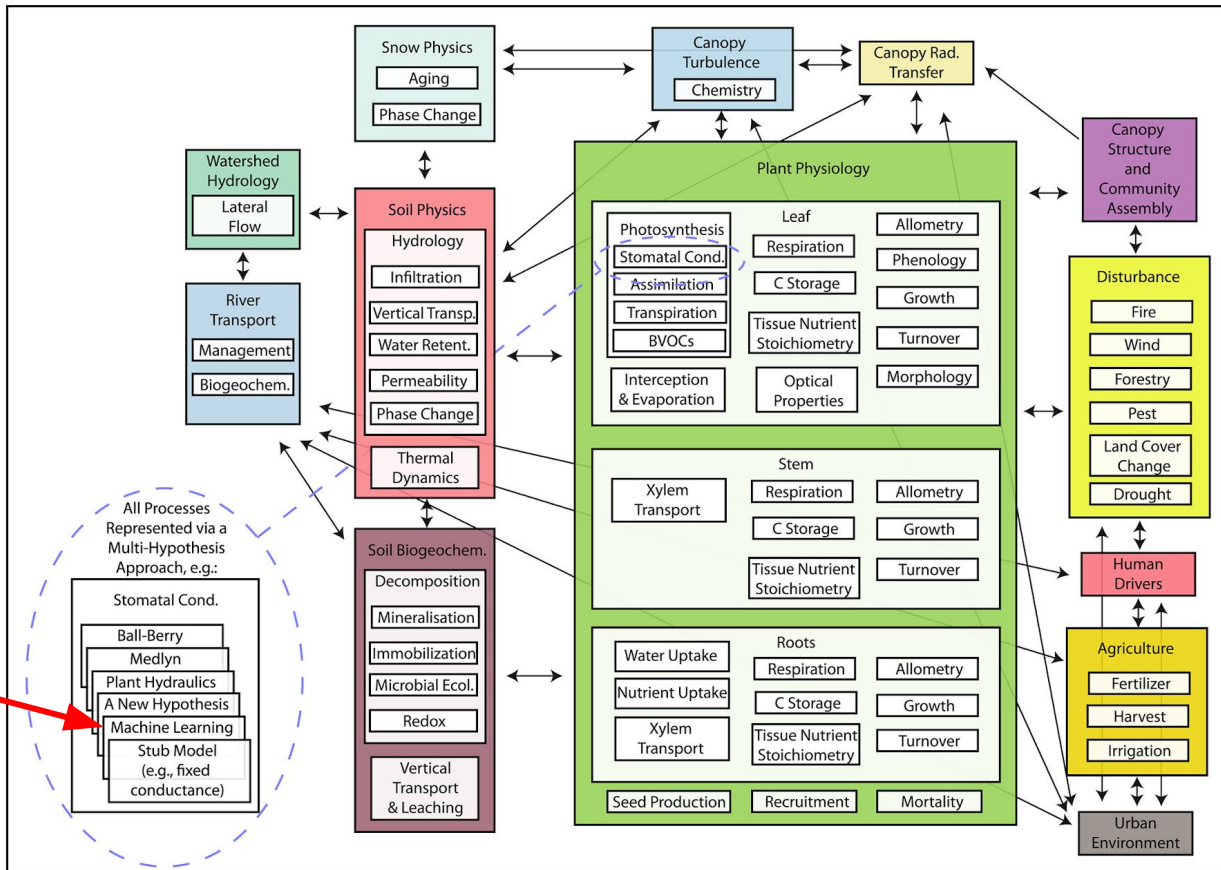 Snow Physics
Aging
Phase Change
Canopy
Turbulence
Chemistry
Canopy Rad.
Transfer
Canopy
Structure
and
Community
Assembly
Watershed
Hydrology
Lateral
Flow
River
Transport
Management
Biogeochem.
Soil Physics
Hydrology
Infiltration
Vertical Transp.
Water Retent.
Permeability
Phase Change
Thermal
Dynamics
Soil Biogeochem.
Decomposition
Mineralisation
Immobilization
Microbial Ecol.
Redox
Vertical
Transport
& Leaching
Plant Physiology
Leaf
Photosynthesis
Stomatal Cond.
Assimilation
Transpiration
BVOCs
Interception
& Evaporation
Respiration
C Storage
Tissue Nutrient
Stoichiometry
Optical
Properties
Allometry
Phenology
Growth
Turnover
Morphology
Stem
Xylem
Transport
Respiration
C Storage
Tissue Nutrient
Stoichiometry
Allometry
Growth
Turnover
Roots
Water Uptake
Nutrient Uptake
Xylem
Transport
Respiration
C Storage
Tissue Nutrient
Stoichiometry
Allometry
Growth
Turnover
Seed Production
Recruitment
Mortality
Disturbance
Fire
Wind
Forestry
Pest
Land Cover
Change
Drought
Human
Drivers
Agriculture
Fertilizer
Harvest
Irrigation
Urban
Environment
All Processes
Represented via a
Multi-Hypothesis
Approach, e.g.:
Stomatal Cond.
Ball-Berry
Medlyn
Plant Hydraulics
A New Hypothesis
Machine Learning
Stub Model
(e.g., fixed
conductance)